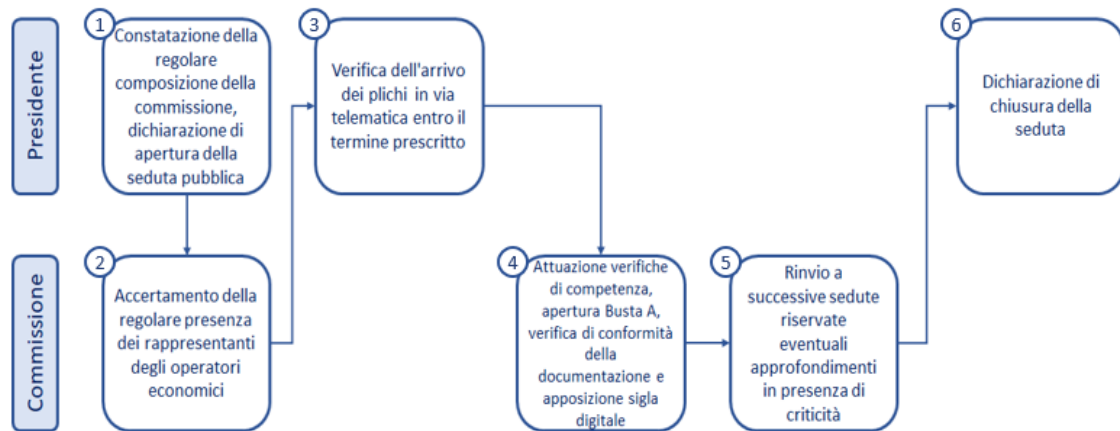 Presidente
1
Constatazione della
regolare
composizione della
commissione,
dichiarazione di
apertura della
seduta pubblica
3
Verifica dell'arrivo
dei plichi in via
telematica entro il
termine prescritto
6
Dichiarazione di
chiusura della
seduta
Commissione
2
Accertamento della
regolare presenza
dei rappresentanti
degli operatori
economici
4
Attuazione verifiche
di competenza,
apertura Busta A,
verifica di conformità
della
documentazione e
apposizione sigla
digitale
5
Rinvio a
successive sedute
riservate
eventuali
approfondimenti
in presenza di
criticità